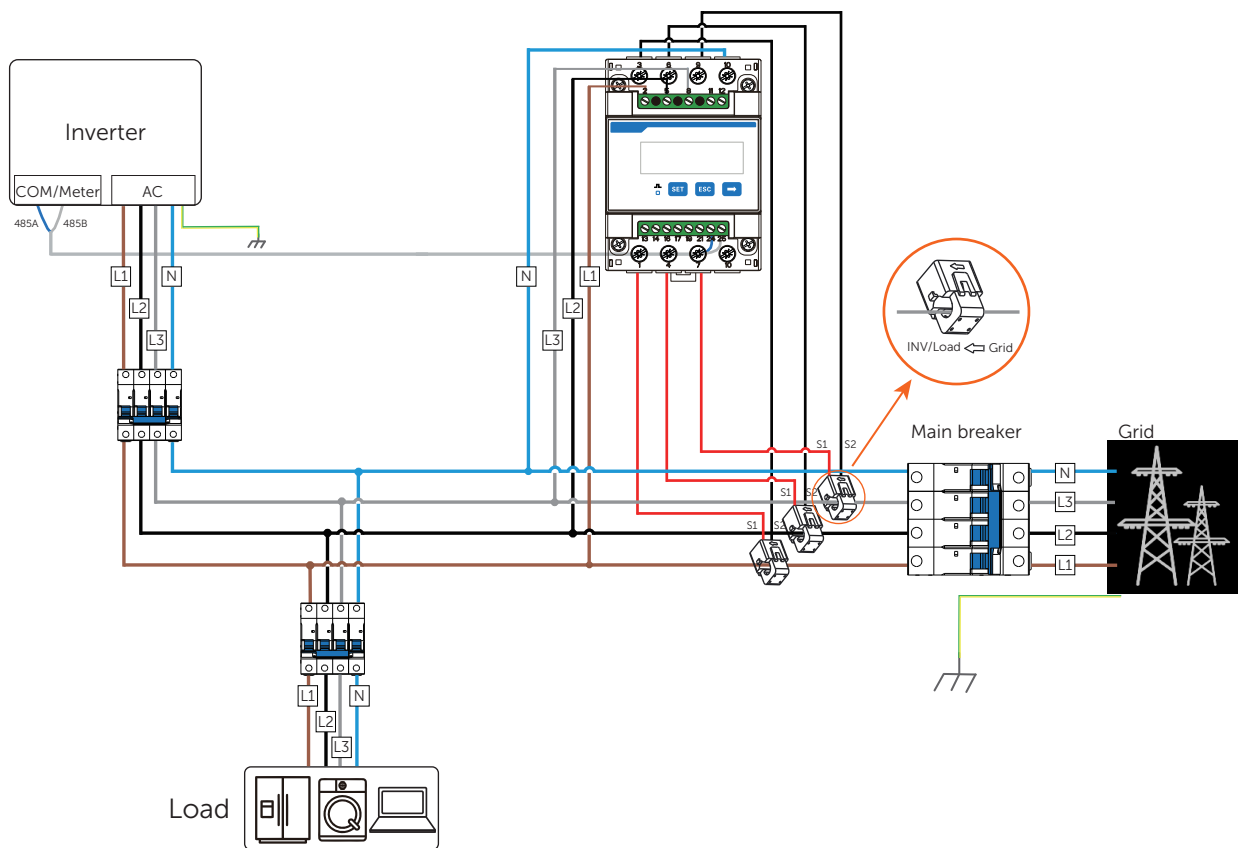 Inverter
COM/Meter
AC
485A
485B
L1
L2
L3
N
3
6
9
10
2
5
8
11
12
SET
ESC
13
14
16
17
19
21
24
25
1
4
7
10
N
L3
L2
L1
INV/Load
Grid
S1
S2
S1
S2
S1
S2
Main breaker
Grid
N
L3
L2
L1
L1
L2
L3
N
Load